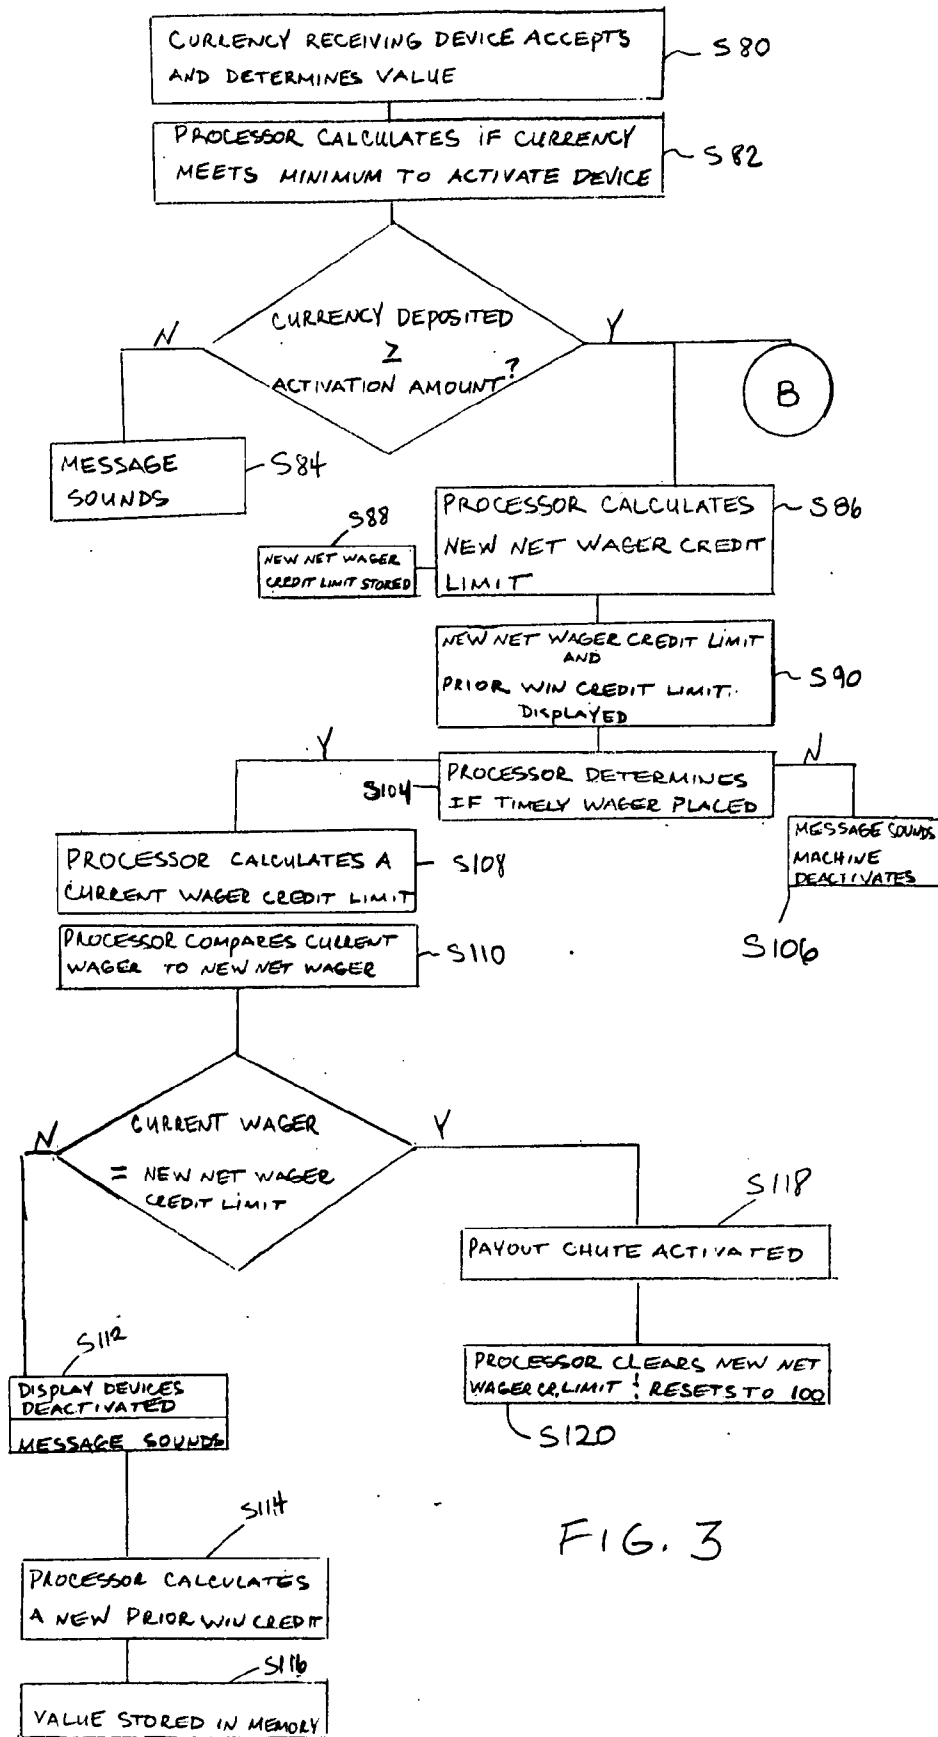 CURRENCY RECEIVING DEVICE ACCEPTS
AND DETERMINES VALUE
S80
PROCESSOR CALCULATES IF CURRENCY
MEETS MINIMUM TO ACTIVATE DEVICE
S82
CURRENCY DEPOSITED
≥
ACTIVATION AMOUNT?
N
Y
B
MESSAGE
SOUNDS
S84
PROCESSOR CALCULATES
NEW NET WAGER CREDIT
LIMIT
S86
S88
NEW NET WAGER
CREDIT LIMIT STORED
NEW NET WAGER CREDIT LIMIT
AND
PRIOR WIN CREDIT LIMIT
DISPLAYED
S90
Y
S104
PROCESSOR DETERMINES
IF TIMELY WAGER PLACED
N
MESSAGE SOUNDS
MACHINE
DEACTIVATES
S106
PROCESSOR CALCULATES A
CURRENT WAGER CREDIT LIMIT
S108
PROCESSOR COMPARES CURRENT
WAGER TO NEW NET WAGER
S110
CURRENT WAGER
= NEW NET WAGER
CREDIT LIMIT
N
Y
S118
PAYOUT CHUTE ACTIVATED
PROCESSOR CLEARS NEW NET
WAGER CR. LIMIT ! RESETS TO 100
S120
S112
DISPLAY DEVICES
DEACTIVATED
MESSAGE SOUNDS
S114
PROCESSOR CALCULATES
A NEW PRIOR WIN CREDIT
S116
VALUE STORED IN MEMORY
FIG. 3